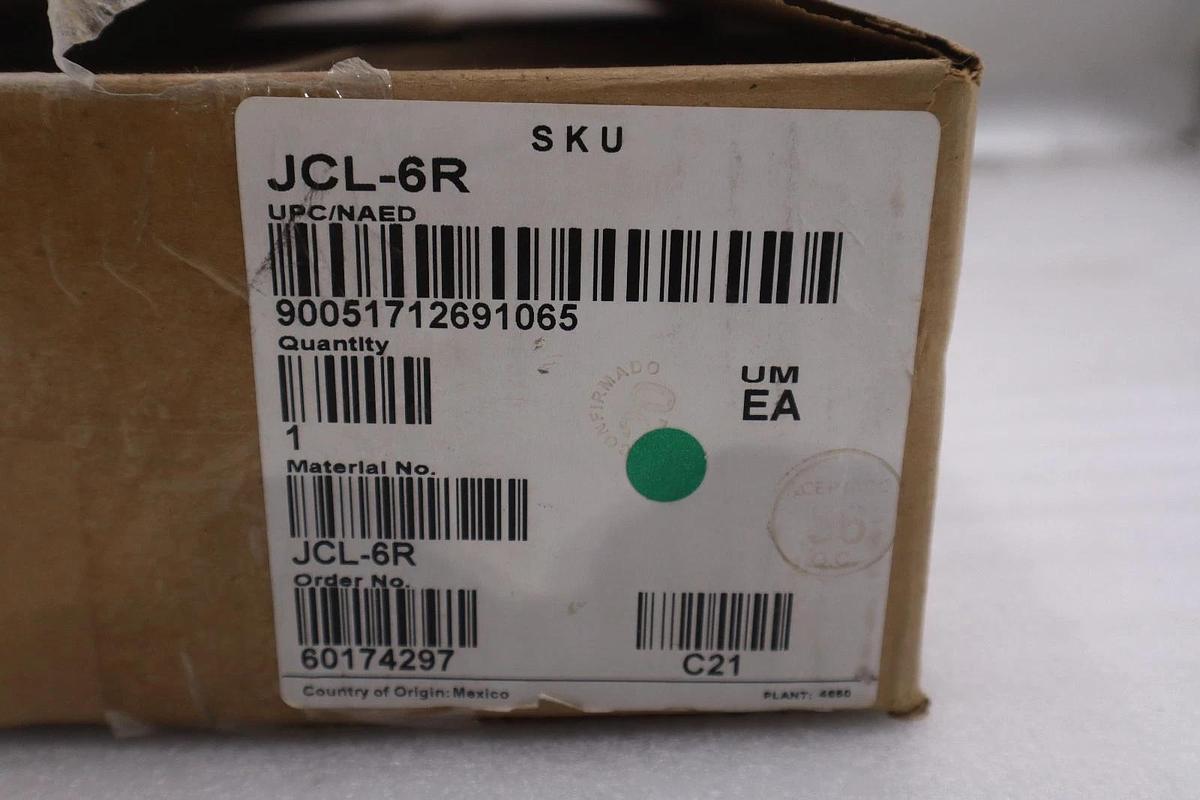 SKU
JCL-6R
UPC/NAED
90051712691065
Quantity
1
UM
EA
CONFIRMADO
Material No.
JCL-6R
Order No.
60174297
C21
Q.C.
Country of Origin: Mexico
PLANT: 4660